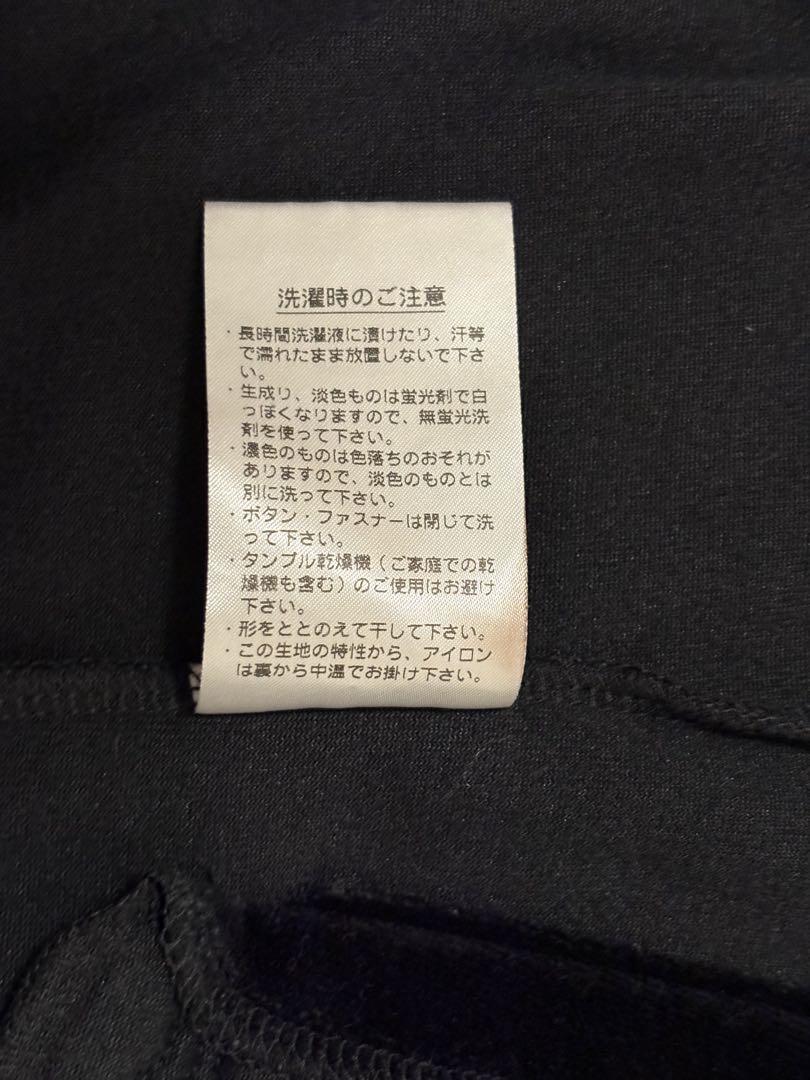 洗濯時のご注意
・長時間洗濯液に漬けたり、汗等
で濡れたまま放置しないで下さ
い。
・生成り、淡色ものは蛍光剤で白
っぽくなりますので、無蛍光洗
剤を使って下さい。
・濃色のものは色落ちのおそれが
ありますので、淡色のものとは
別に洗って下さい。
・ボタン・ファスナーは閉じて洗
って下さい。
・タンブル乾燥機（ご家庭での乾
燥機も含む）のご使用はお避け
下さい。
・形をととのえて干して下さい。
・この生地の特性から、アイロン
は裏から中温でお掛け下さい。